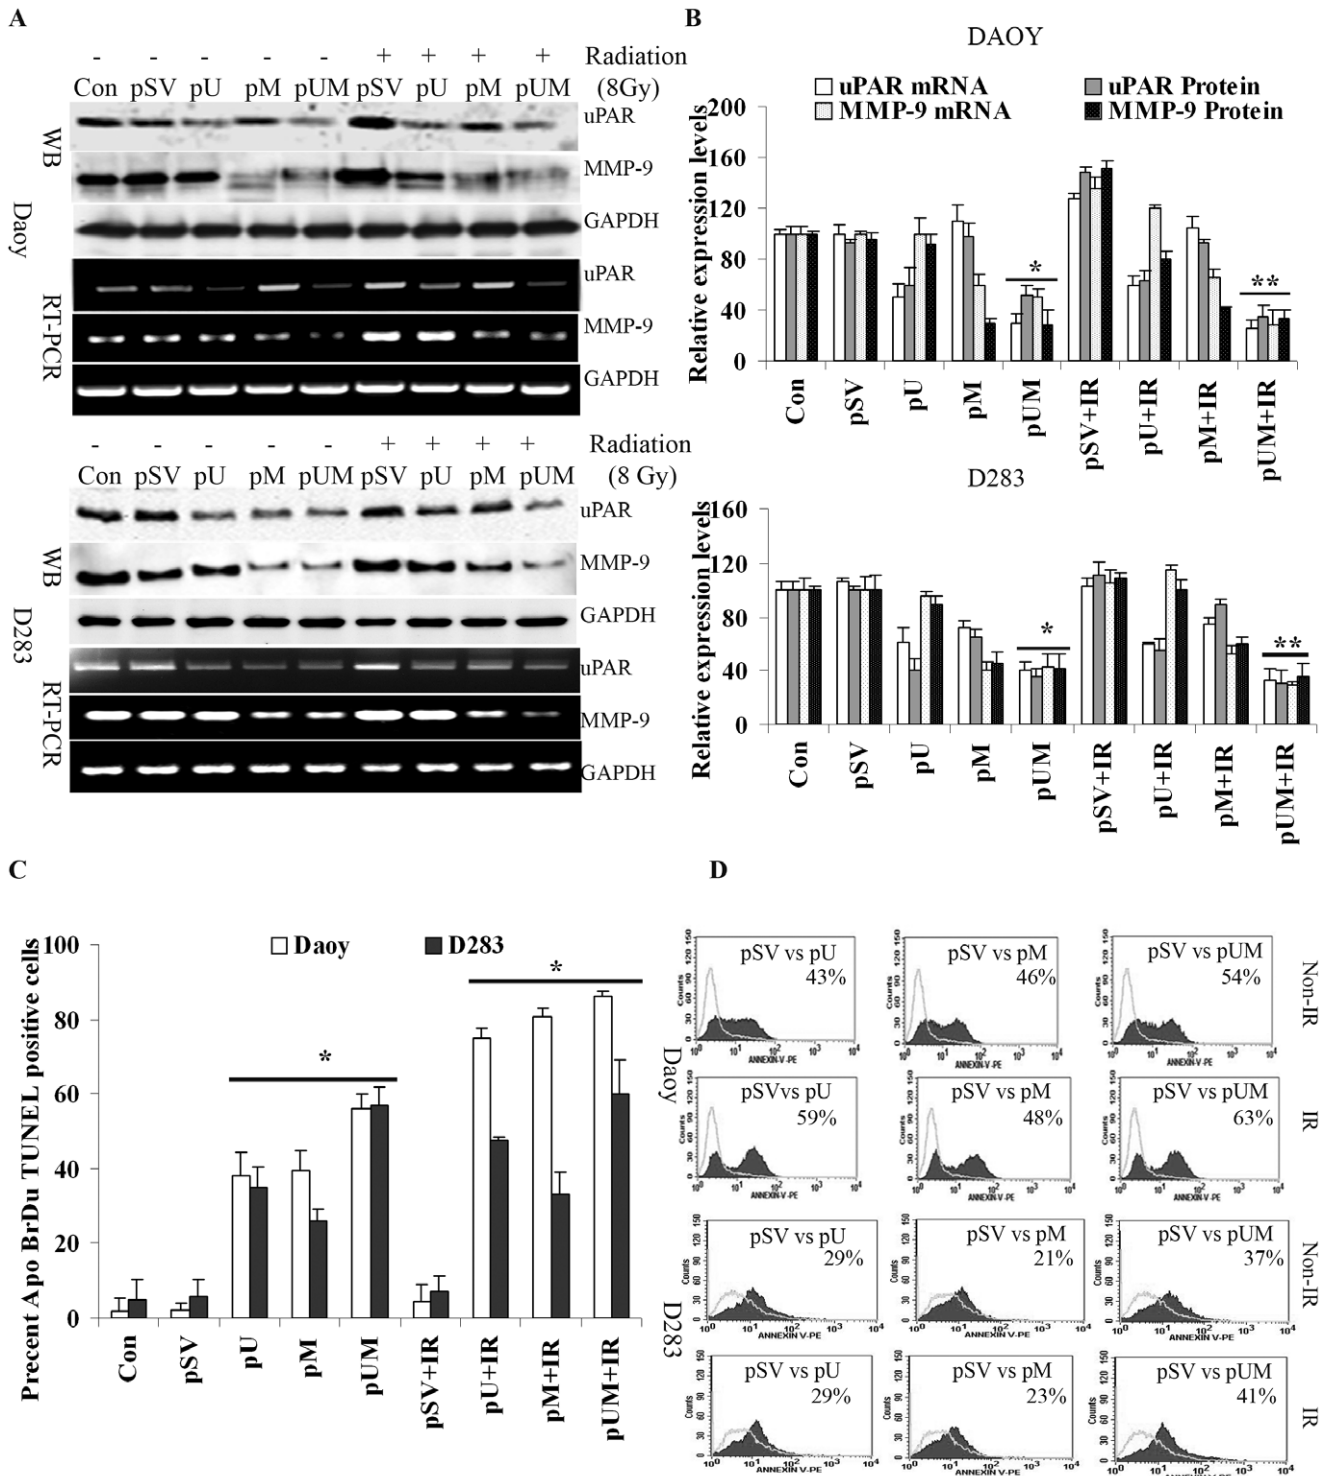 A
- - - - - + + + + Radiation
Con pSV pU pM pUM pSV pU pM pUM (8Gy)
uPAR
MMP-9
GAPDH
WB
uPAR
MMP-9
GAPDH
RT-PCR
Daoy
- - - - - + + + + Radiation
Con pSV pU pM pUM pSV pU pM pUM (8 Gy)
uPAR
MMP-9
GAPDH
WB
uPAR
MMP-9
GAPDH
RT-PCR
D283
B
DAOY
uPAR mRNA uPAR Protein
MMP-9 mRNA MMP-9 Protein
Relative expression levels
200
160
120
80
40
0
* **
Con pSV pU pM pUM pSV+IR pU+IR pM+IR pUM+IR
D283
Relative expression levels
160
120
80
40
0
* **
Con pSV pU pM pUM pSV+IR pU+IR pM+IR pUM+IR
C
Precent Apo BrDu TUNEL positive cells
Daoy D283
100
80
60
40
20
0
* *
Con pSV pU pM pUM pSV+IR pU+IR pM+IR pUM+IR
D
Daoy
pSV vs pU
43%
pSV vs pM
46%
pSV vs pUM
54%
Non-IR
pSVvs pU
59%
pSV vs pM
48%
pSV vs pUM
63%
IR
D283
pSV vs pU
29%
pSV vs pM
21%
pSV vs pUM
37%
Non-IR
pSV vs pU
29%
pSV vs pM
23%
pSV vs pUM
41%
IR
Counts
ANNEXIN V-PE